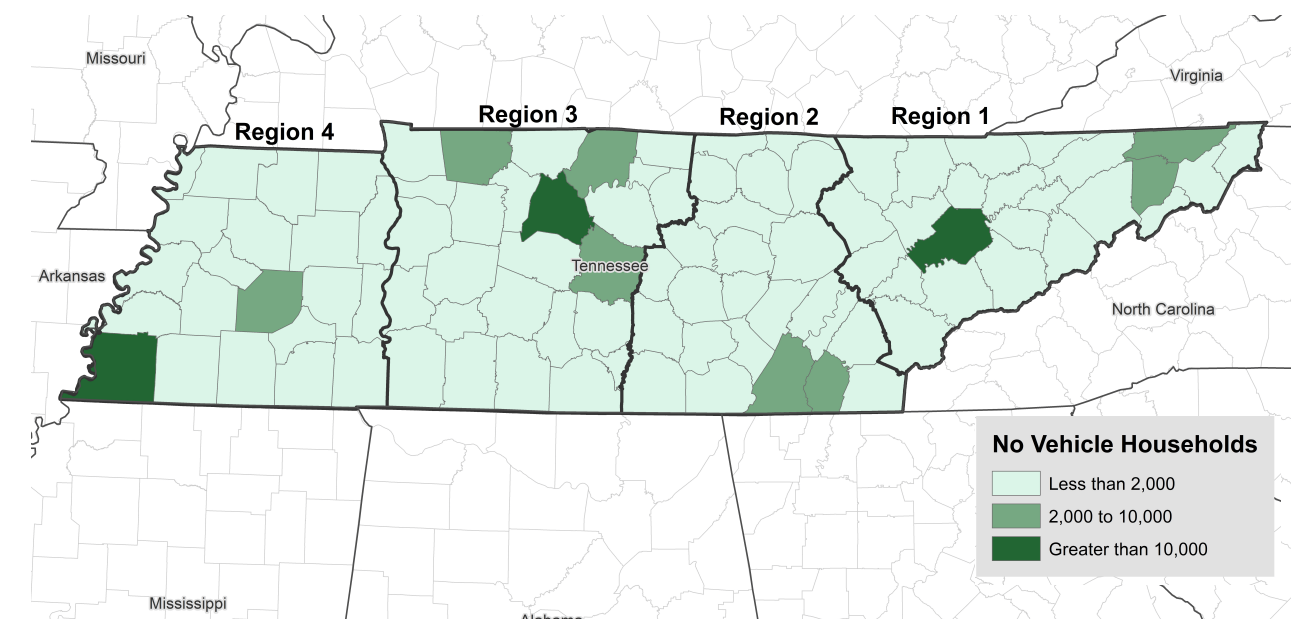 Missouri
Virginia
Region 4
Region 3
Region 2
Region 1
Arkansas
Tennessee
North Carolina
No Vehicle Households
Less than 2,000
2,000 to 10,000
Greater than 10,000
Mississippi
Alabama